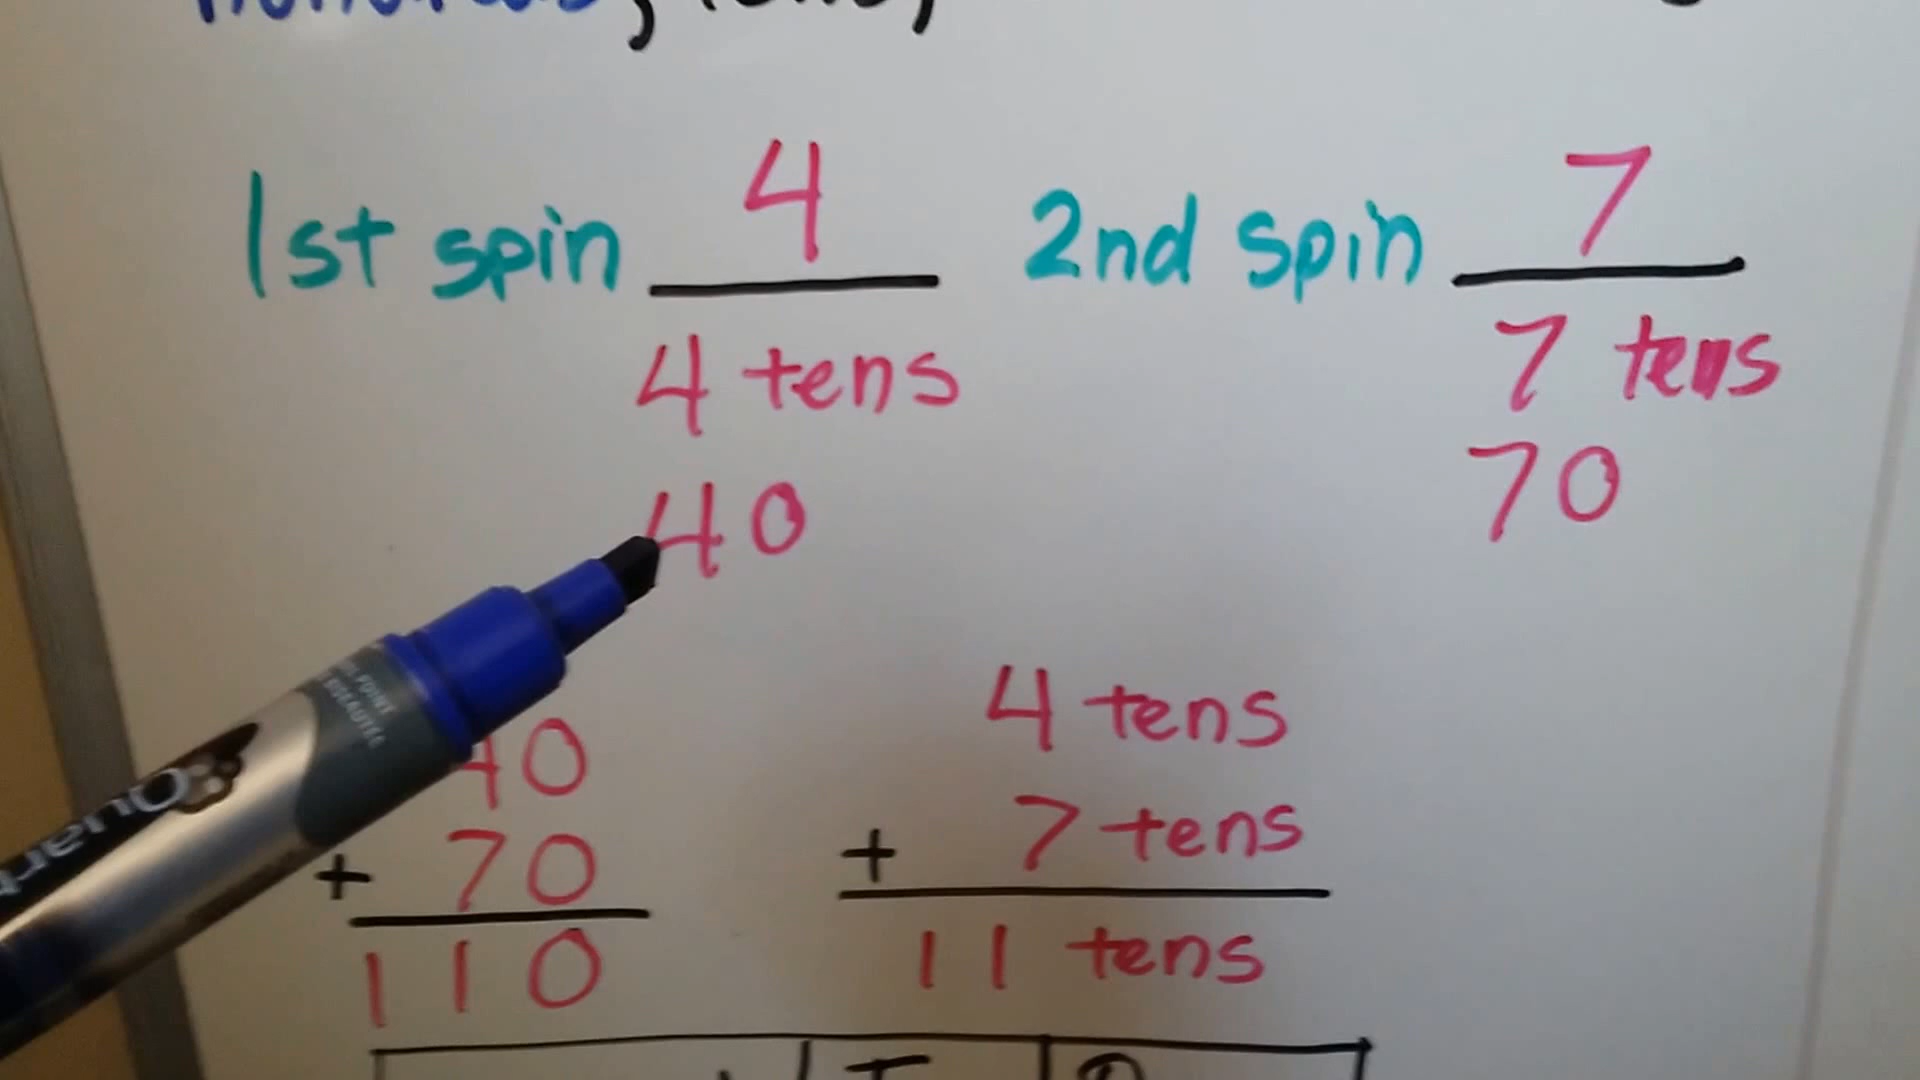 1st spin 4 2nd spin 7
4 tens 7 tens
40 70
40 4 tens
+ 70 + 7 tens
110 11 tens